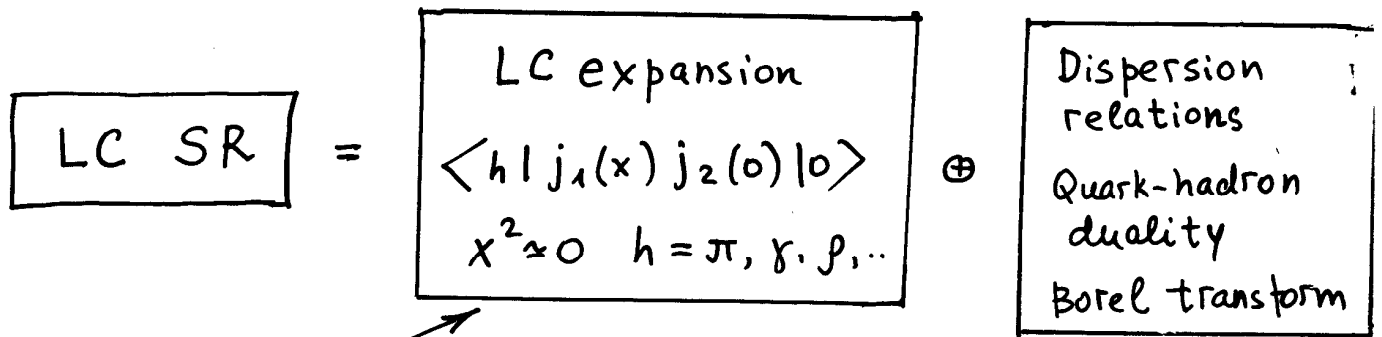 LC SR
=
LC expansion
<h|j₁(x) j₂(0)|0>
x²≃0 h = π, γ, ρ,..
⊕
Dispersion
relations
Quark-hadron
duality
Borel transform